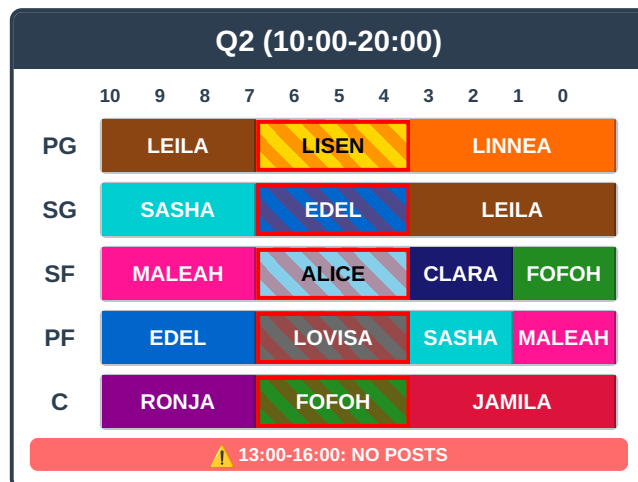 Q2 (10:00-20:00)
10 9 8 7 6 5 4 3 2 1 0
PG LEILA LISEN LINNEA
SG SASHA EDEL LEILA
SF MALEAH ALICE CLARA FOFOH
PF EDEL LOVISA SASHA MALEAH
C RONJA FOFOH JAMILA
⚠️ 13:00-16:00: NO POSTS